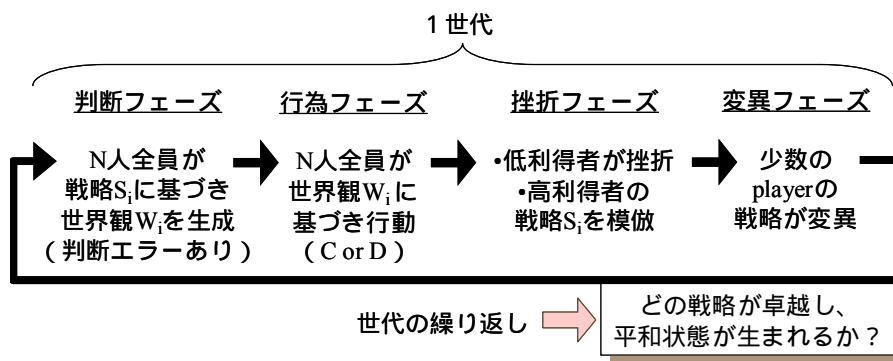 1世代
判断フェーズ
N人全員が
戦略Siに基づき
世界観Wiを生成
(判断エラーあり)
行為フェーズ
N人全員が
世界観Wiに
基づき行動
(C or D)
挫折フェーズ
•低利得者が挫折
•高利得者の
戦略Siを模倣
変異フェーズ
少数の
playerの
戦略が変異
世代の繰り返し
どの戦略が卓越し、
平和状態が生まれるか?